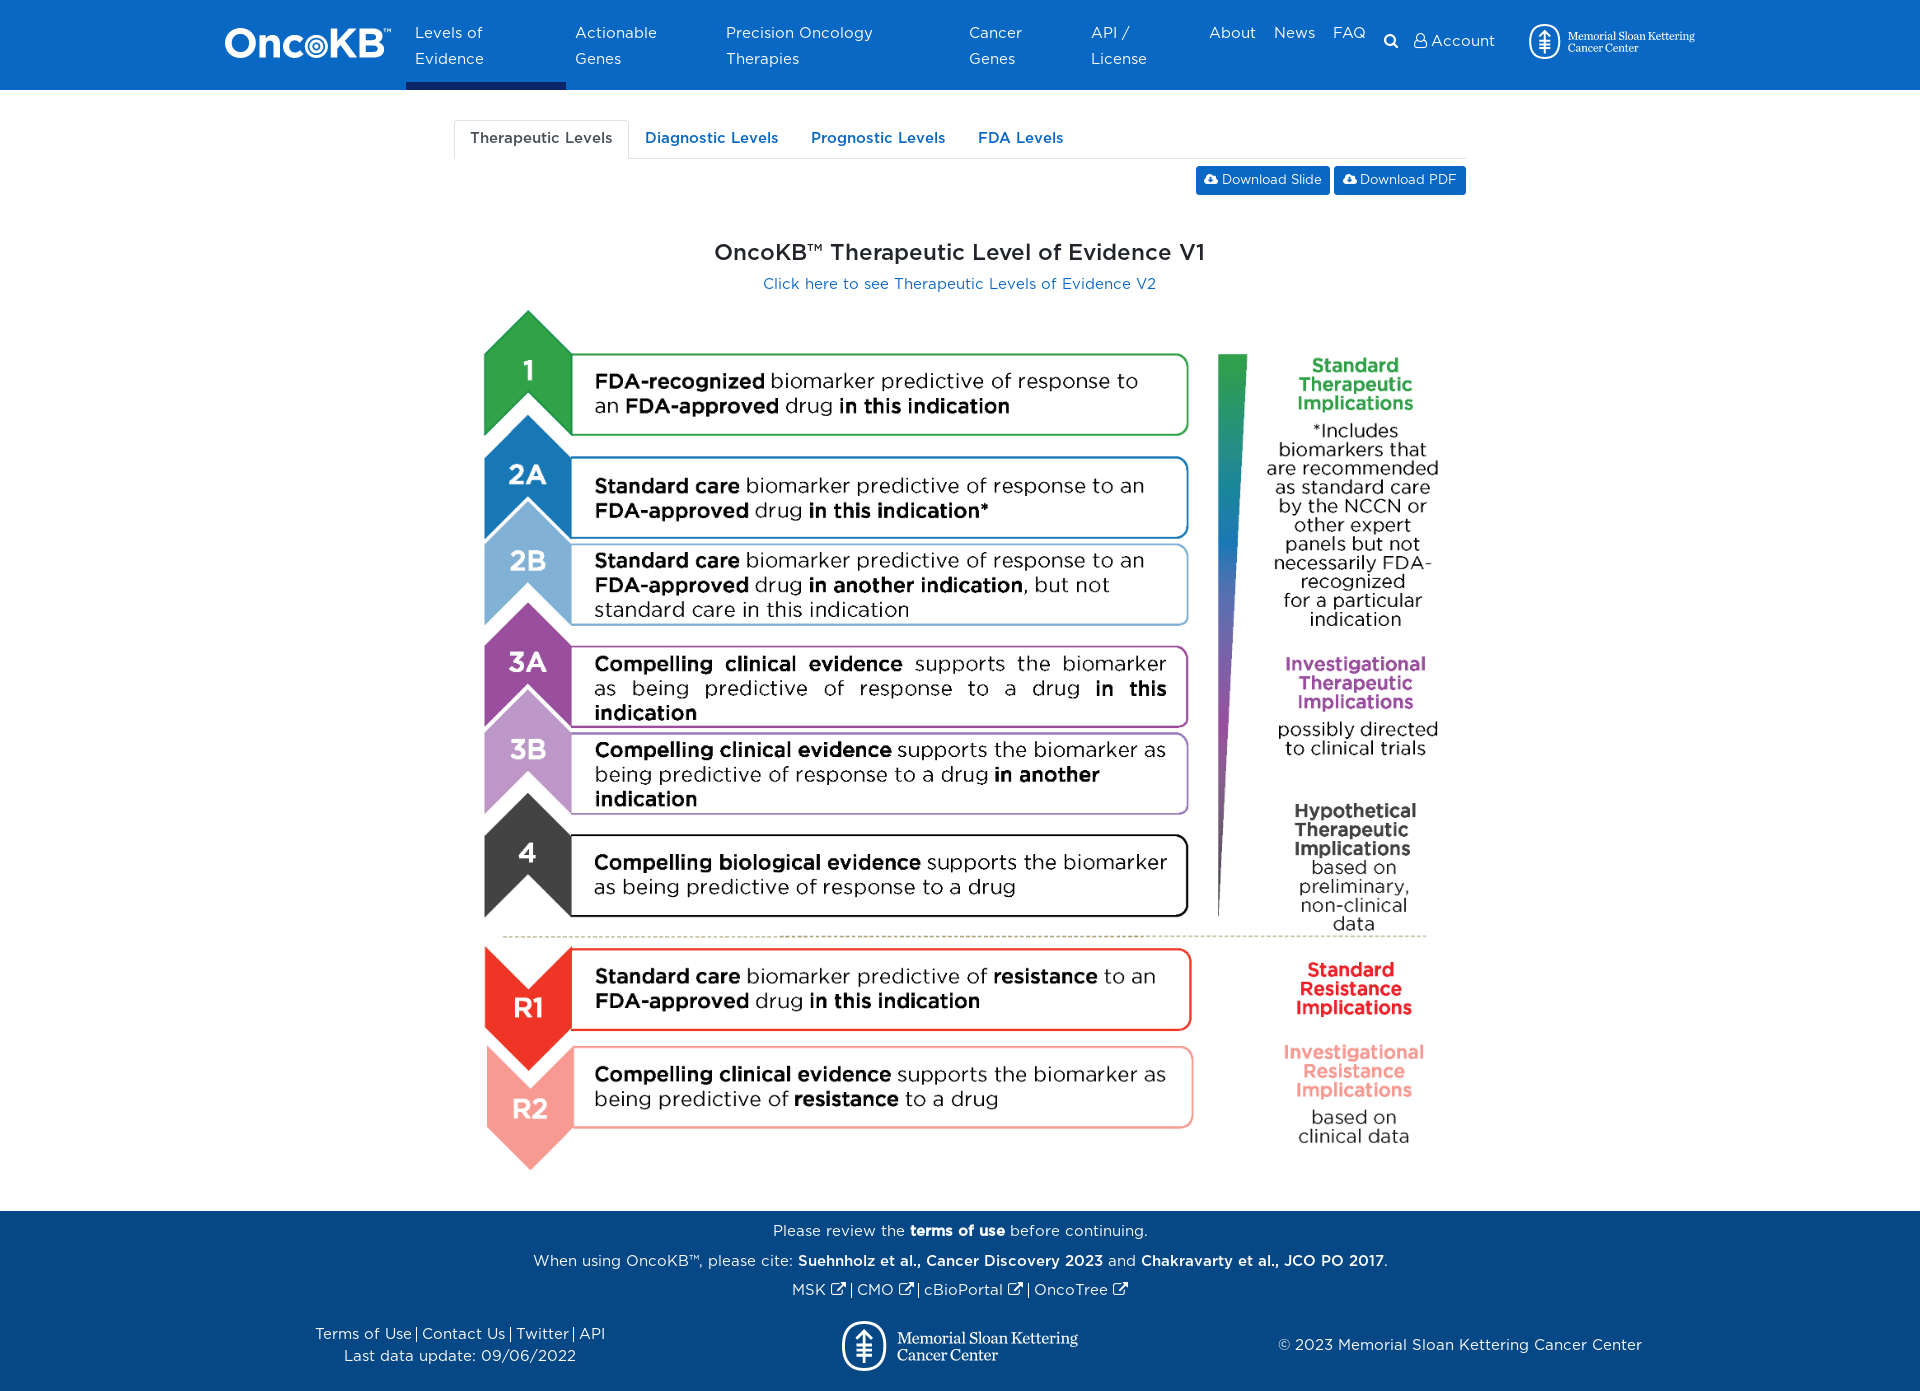 OncoKB™
Levels of
Evidence
Actionable
Genes
Precision Oncology
Therapies
Cancer
Genes
API /
License
About
News
FAQ
Account
Memorial Sloan Kettering
Cancer Center
Therapeutic Levels
Diagnostic Levels
Prognostic Levels
FDA Levels
Download Slide
Download PDF
OncoKB™ Therapeutic Level of Evidence V1
Click here to see Therapeutic Levels of Evidence V2
1
FDA-recognized biomarker predictive of response to
an FDA-approved drug in this indication
2A
Standard care biomarker predictive of response to an
FDA-approved drug in this indication*
2B
Standard care biomarker predictive of response to an
FDA-approved drug in another indication, but not
standard care in this indication
Standard
Therapeutic
Implications
*Includes
biomarkers that
are recommended
as standard care
by the NCCN or
other expert
panels but not
necessarily FDA-
recognized
for a particular
indication
3A
Compelling clinical evidence supports the biomarker
as being predictive of response to a drug in this
indication
3B
Compelling clinical evidence supports the biomarker as
being predictive of response to a drug in another
indication
Investigational
Therapeutic
Implications
possibly directed
to clinical trials
4
Compelling biological evidence supports the biomarker
as being predictive of response to a drug
Hypothetical
Therapeutic
Implications
based on
preliminary,
non-clinical
data
R1
Standard care biomarker predictive of resistance to an
FDA-approved drug in this indication
Standard
Resistance
Implications
R2
Compelling clinical evidence supports the biomarker as
being predictive of resistance to a drug
Investigational
Resistance
Implications
based on
clinical data
Please review the terms of use before continuing.
When using OncoKB™, please cite: Suehnholz et al., Cancer Discovery 2023 and Chakravarty et al., JCO PO 2017.
MSK | CMO | cBioPortal | OncoTree
Terms of Use | Contact Us | Twitter | API
Last data update: 09/06/2022
Memorial Sloan Kettering
Cancer Center
© 2023 Memorial Sloan Kettering Cancer Center